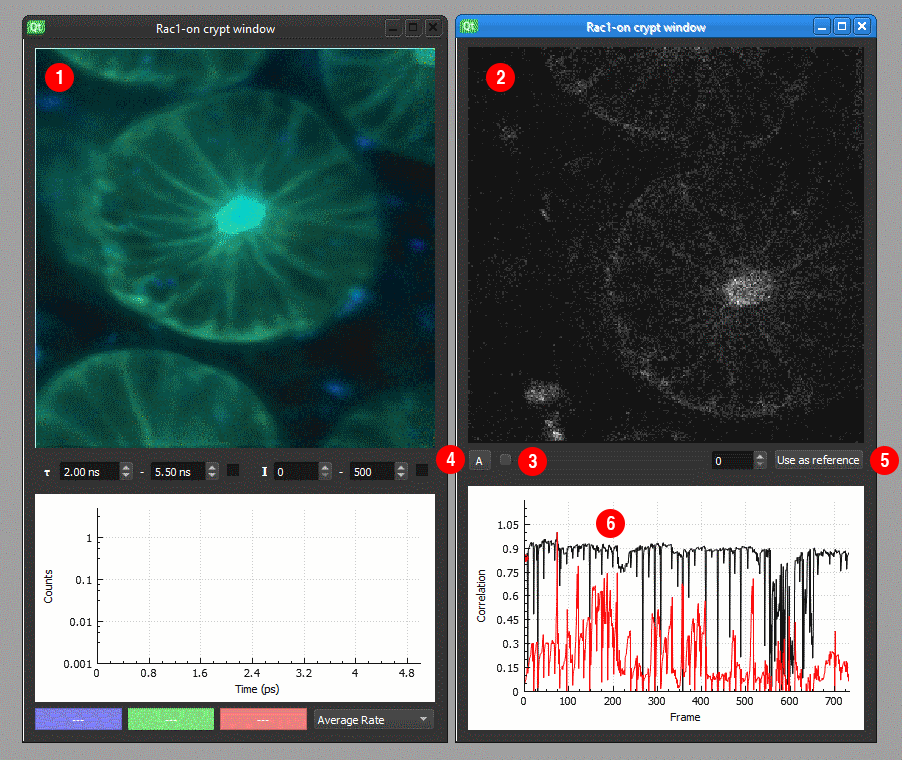 Qt Rac1-on crypt window
1
τ 2.00 ns - 5.50 ns I 0 - 500
Counts
1
0.1
0.01
0.001
0 0.8 1.6 2.4 3.2 4 4.8
Time (ps)
--- --- --- Average Rate
Qt Rac1-on crypt window
2
4 A 3 0 Use as reference 5
6
Correlation
1.05
0.9
0.75
0.6
0.45
0.3
0.15
0
0 100 200 300 400 500 600 700
Frame